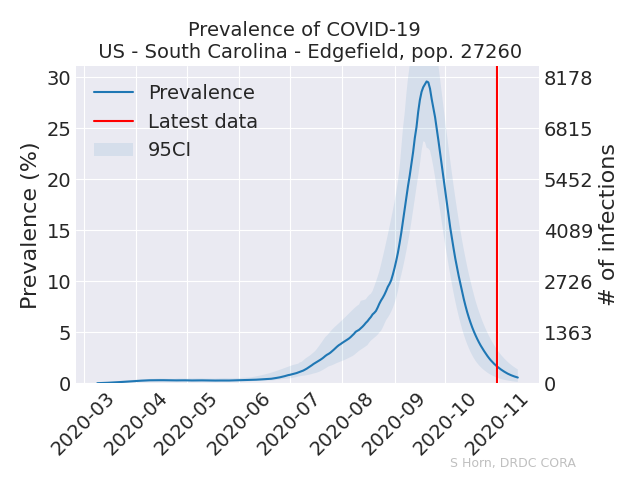 Prevalence of COVID-19
US - South Carolina - Edgefield, pop. 27260
Prevalence
Latest data
95CI
Prevalence (%)
30
25
20
15
10
5
0
8178
6815
5452
4089
2726
1363
0
# of infections
2020-03
2020-04
2020-05
2020-06
2020-07
2020-08
2020-09
2020-10
2020-11
S Horn, DRDC CORA